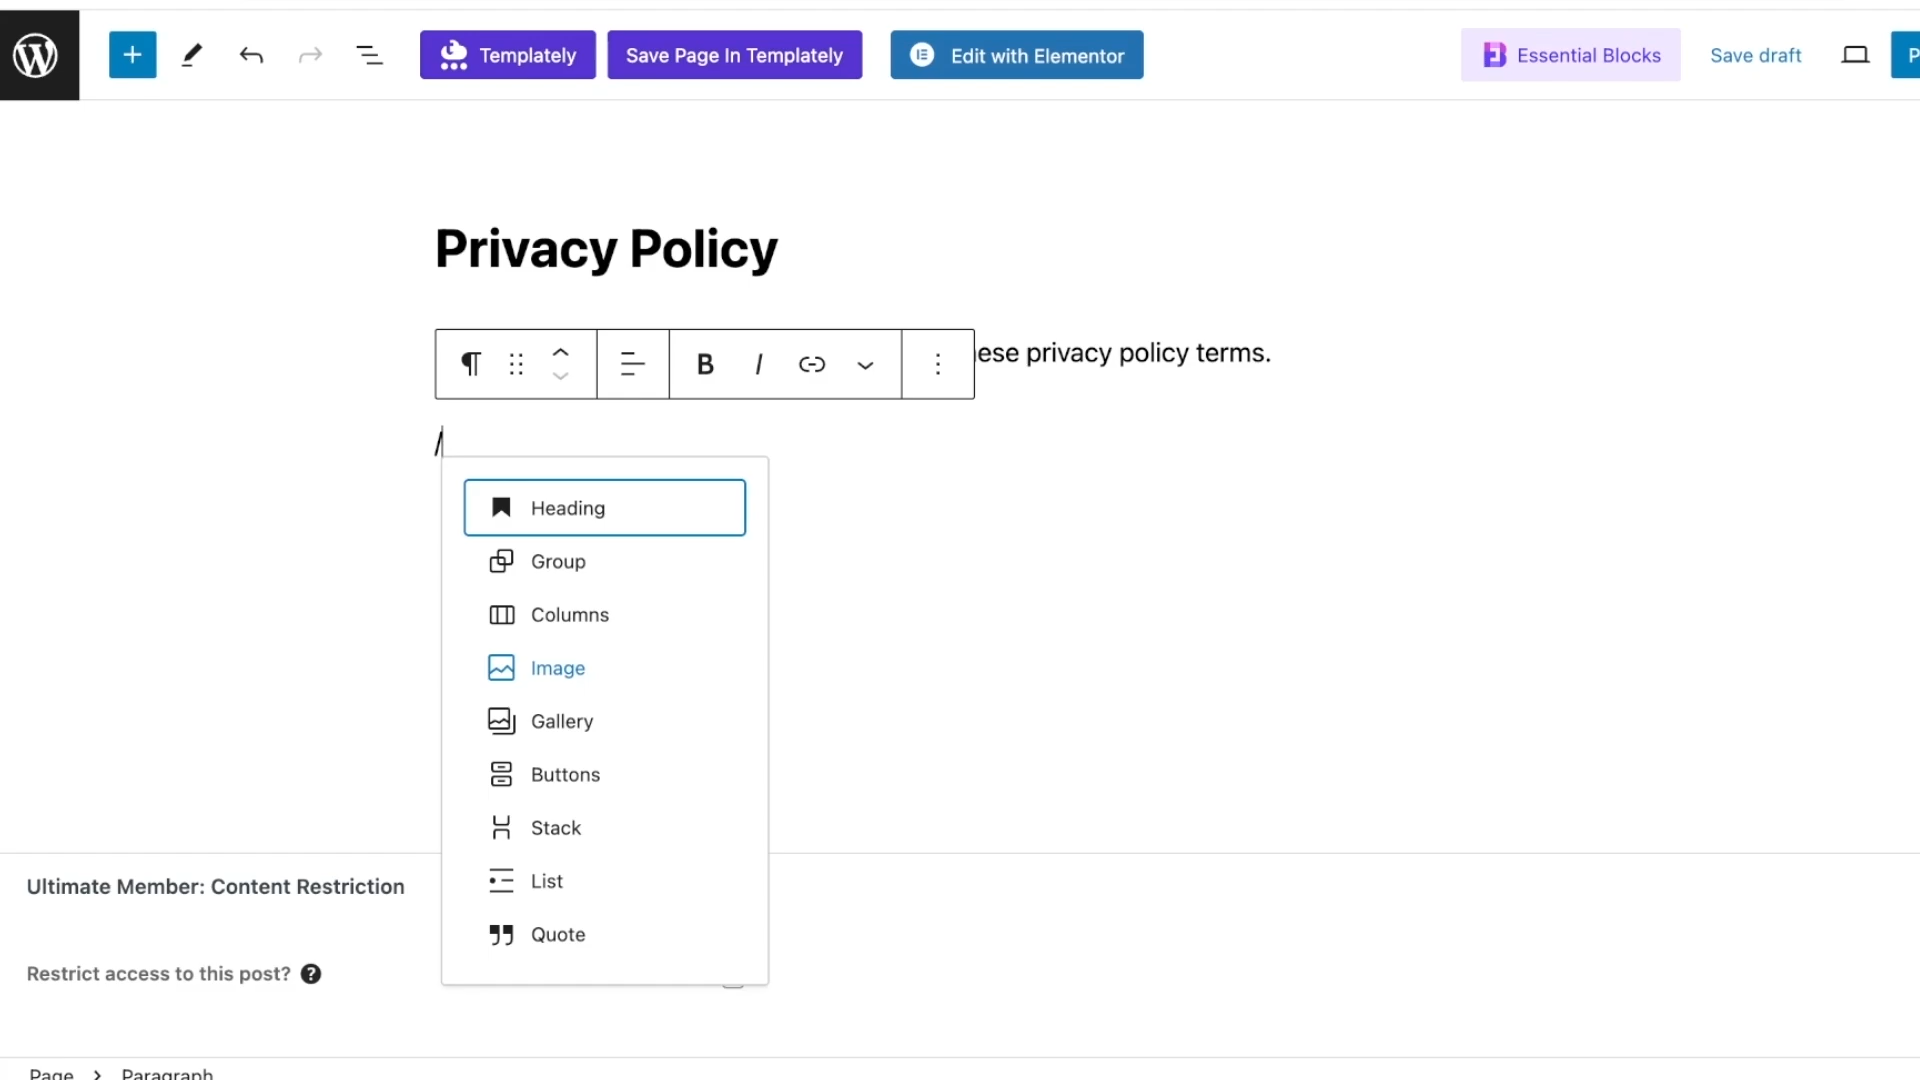 Templately
Save Page In Templately
Edit with Elementor
Essential Blocks
Save draft
P
Privacy Policy
B I
ese privacy policy terms.
/
Heading
Group
Columns
Image
Gallery
Buttons
Stack
List
Quote
Ultimate Member: Content Restriction
Restrict access to this post? ?
Page > Paragraph